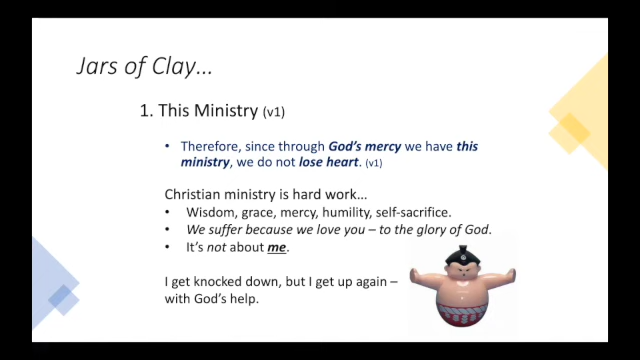 Jars of Clay...
1. This Ministry (v1)
• Therefore, since through God's mercy we have this
ministry, we do not lose heart. (v1)
Christian ministry is hard work...
• Wisdom, grace, mercy, humility, self-sacrifice.
• We suffer because we love you – to the glory of God.
• It's not about me.
I get knocked down, but I get up again –
with God's help.